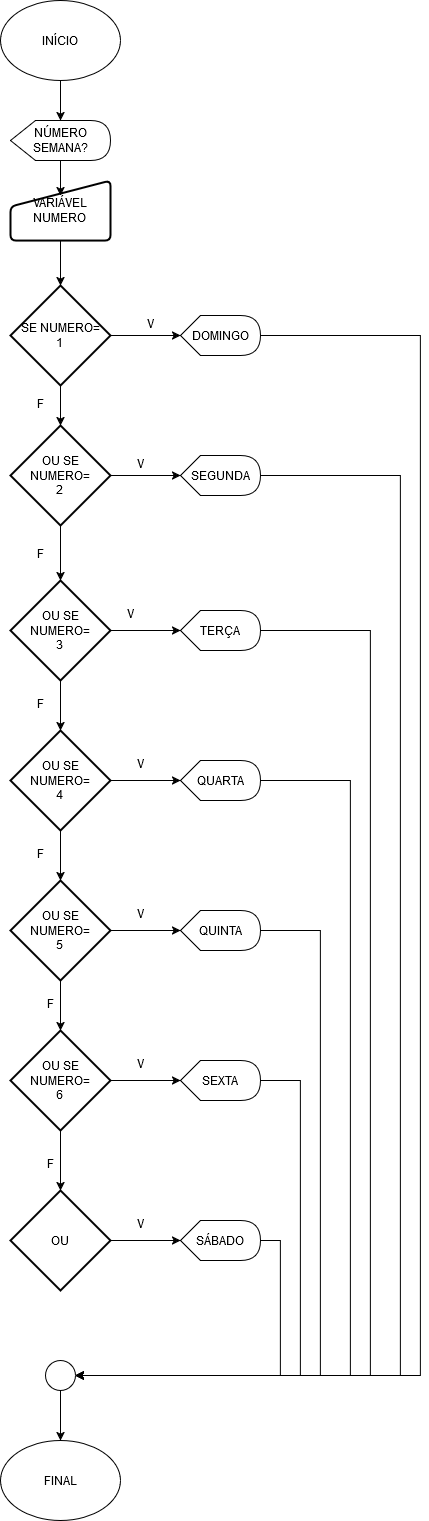 INÍCIO
NÚMERO
SEMANA?
VARIÁVEL
NUMERO
SE NUMERO=
1
V
DOMINGO
F
OU SE
NUMERO=
2
V
SEGUNDA
F
OU SE
NUMERO=
3
V
TERÇA
F
OU SE
NUMERO=
4
V
QUARTA
F
OU SE
NUMERO=
5
V
QUINTA
F
OU SE
NUMERO=
6
V
SEXTA
F
OU
V
SÁBADO
FINAL